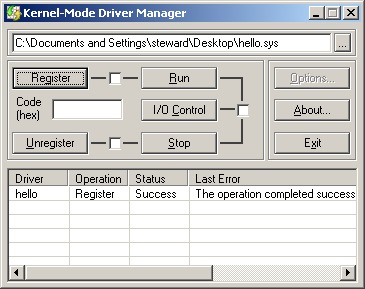 Kernel-Mode Driver Manager
C:\Documents and Settings\steward\Desktop\hello.sys ...
Register Run Options...
Code
(hex) I/O Control About...
Unregister Stop Exit
Driver Operation Status Last Error
hello Register Success The operation completed success